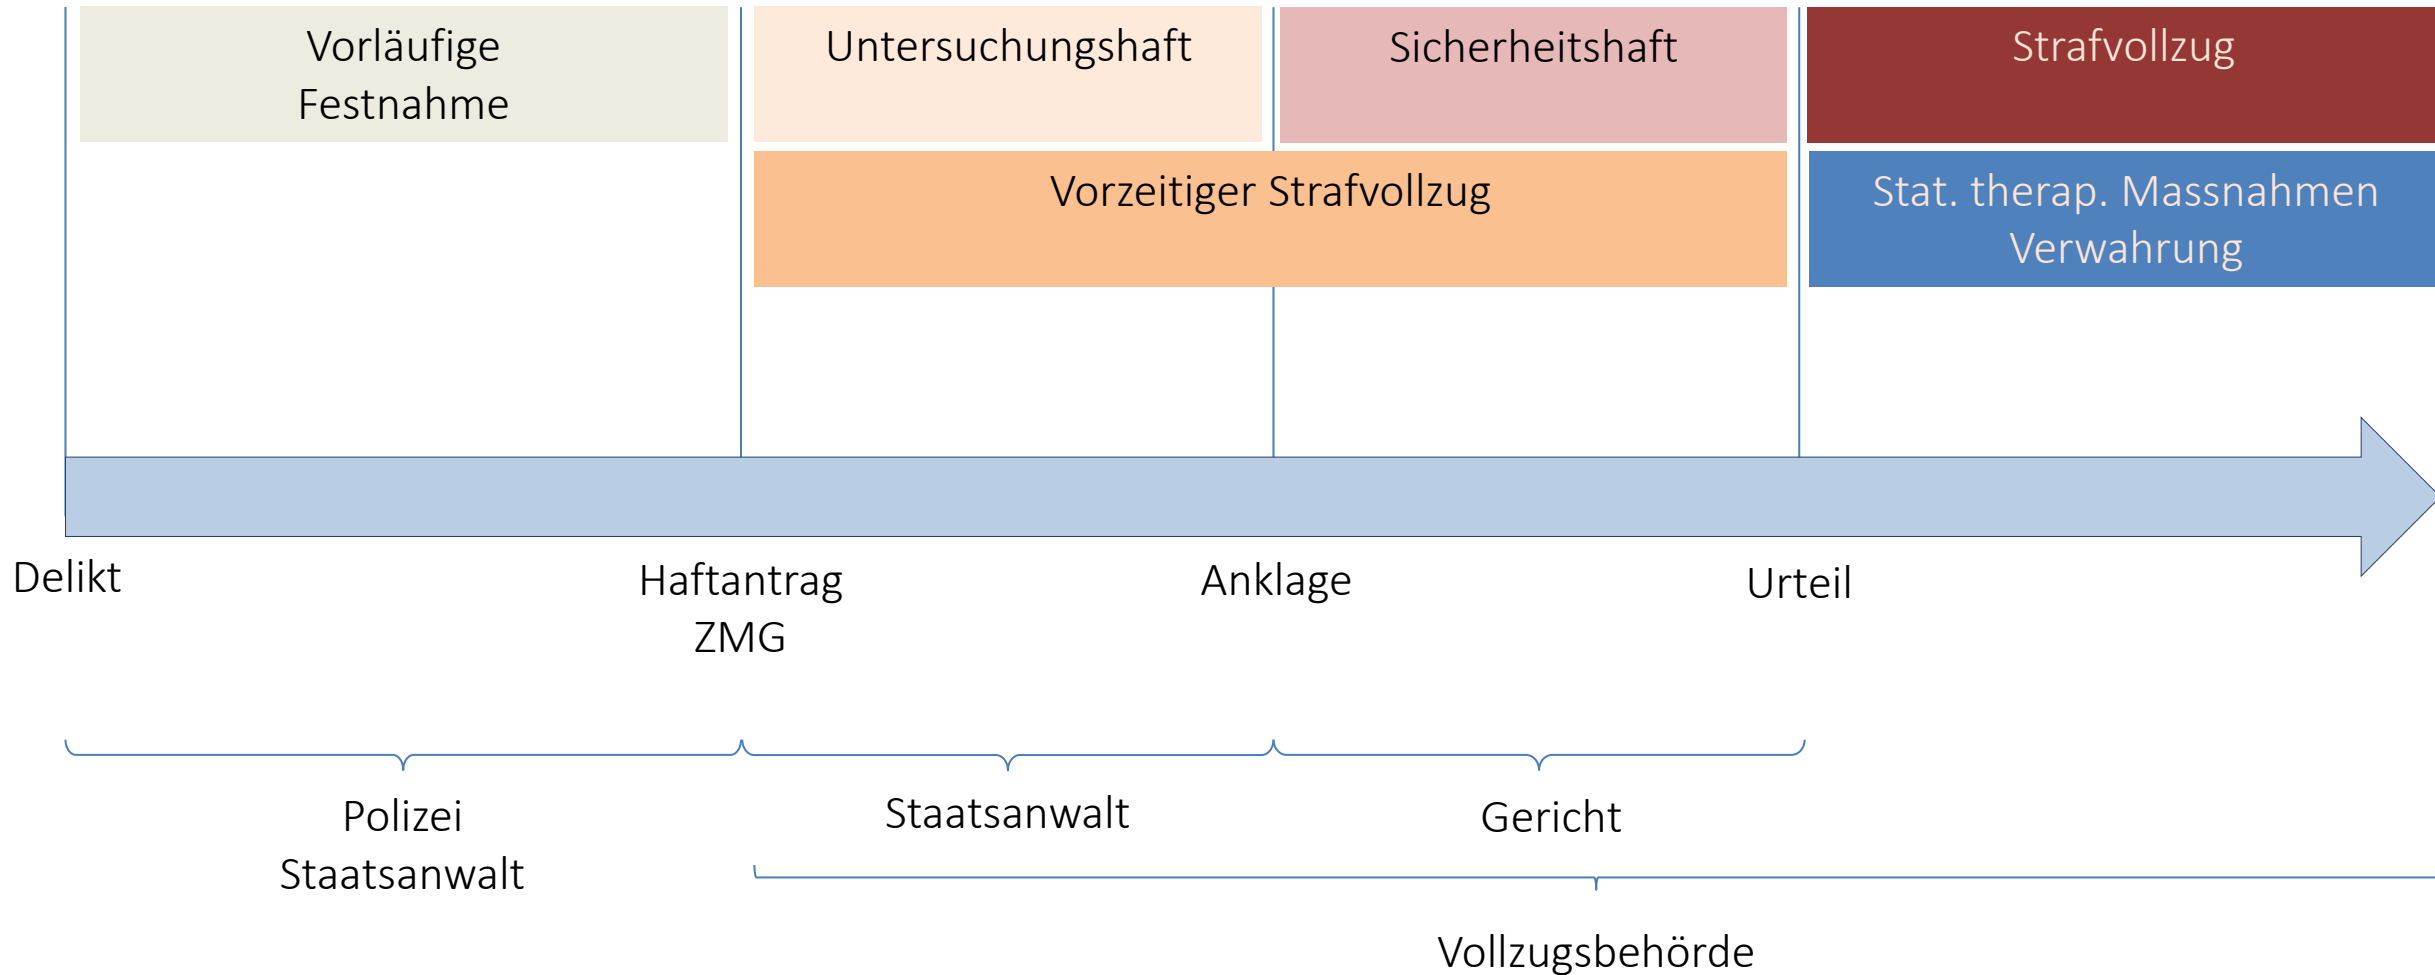 Vorläufige
Festnahme
Untersuchungshaft
Sicherheitshaft
Strafvollzug
Vorzeitiger Strafvollzug
Stat. therap. Massnahmen
Verwahrung
Delikt
Haftantrag
ZMG
Anklage
Urteil
Polizei
Staatsanwalt
Staatsanwalt
Gericht
Vollzugsbehörde